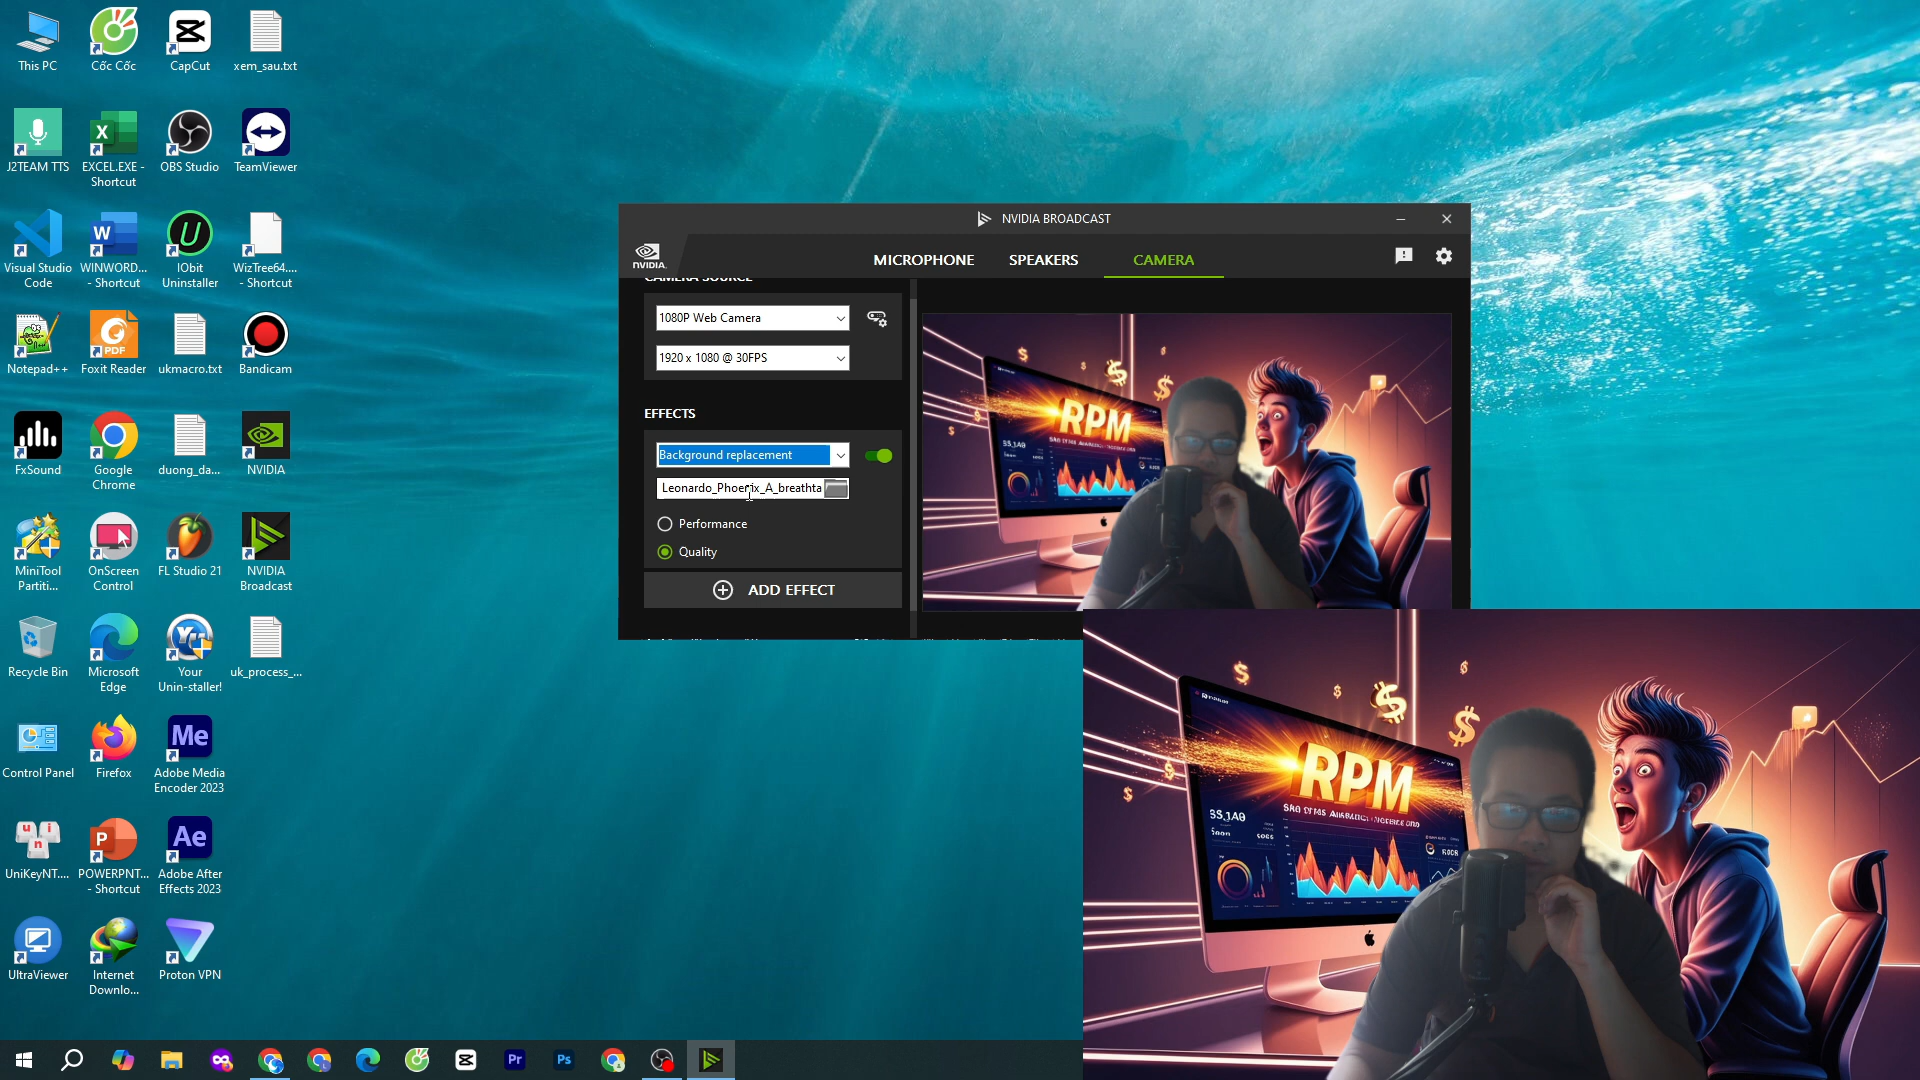 This PC
Cốc Cốc
CapCut
xem_sau.txt
J2TEAM TTS
EXCEL.EXE -
Shortcut
OBS Studio
TeamViewer
Visual Studio
Code
WINWORD...
- Shortcut
IObit
Uninstaller
WizTree64....
- Shortcut
Notepad++
Foxit Reader
ukmacro.txt
Bandicam
FxSound
Google
Chrome
duong_da...
NVIDIA
MiniTool
Partiti...
OnScreen
Control
FL Studio 21
NVIDIA
Broadcast
Recycle Bin
Microsoft
Edge
Your
Unin-staller!
uk_process_...
Control Panel
Firefox
Adobe Media
Encoder 2023
UniKeyNT....
POWERPNT...
- Shortcut
Adobe After
Effects 2023
UltraViewer
Internet
Downlo...
Proton VPN
NVIDIA BROADCAST
NVIDIA.
MICROPHONE
SPEAKERS
CAMERA
CAMERA SOURCE
1080P Web Camera
1920 x 1080 @ 30FPS
EFFECTS
Background replacement
Leonardo_Phoenix_A_breathta
Performance
Quality
ADD EFFECT
RPM
RPM